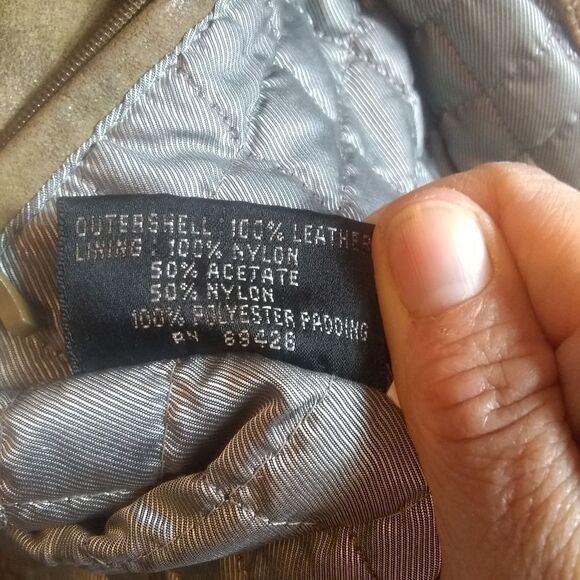 OUTERSHELL : 100% LEATHER
LINING : 100% NYLON
50% ACETATE
50% NYLON
100% POLYESTER PADDING
RN 89426